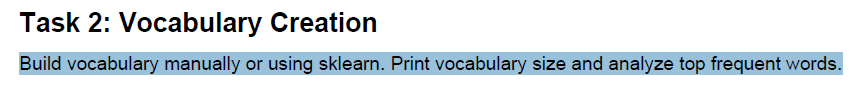 Task 2: Vocabulary Creation
Build vocabulary manually or using sklearn. Print vocabulary size and analyze top frequent words.